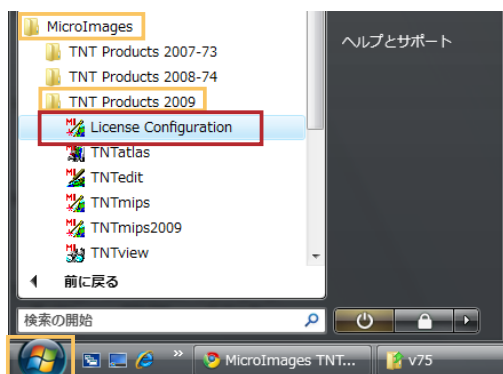 MicroImages
ヘルプとサポート
TNT Products 2007-73
TNT Products 2008-74
TNT Products 2009
License Configuration
TNTatlas
TNTedit
TNTmips
TNTmips2009
TNTview
前に戻る
検索の開始
» MicroImages TNT... v75